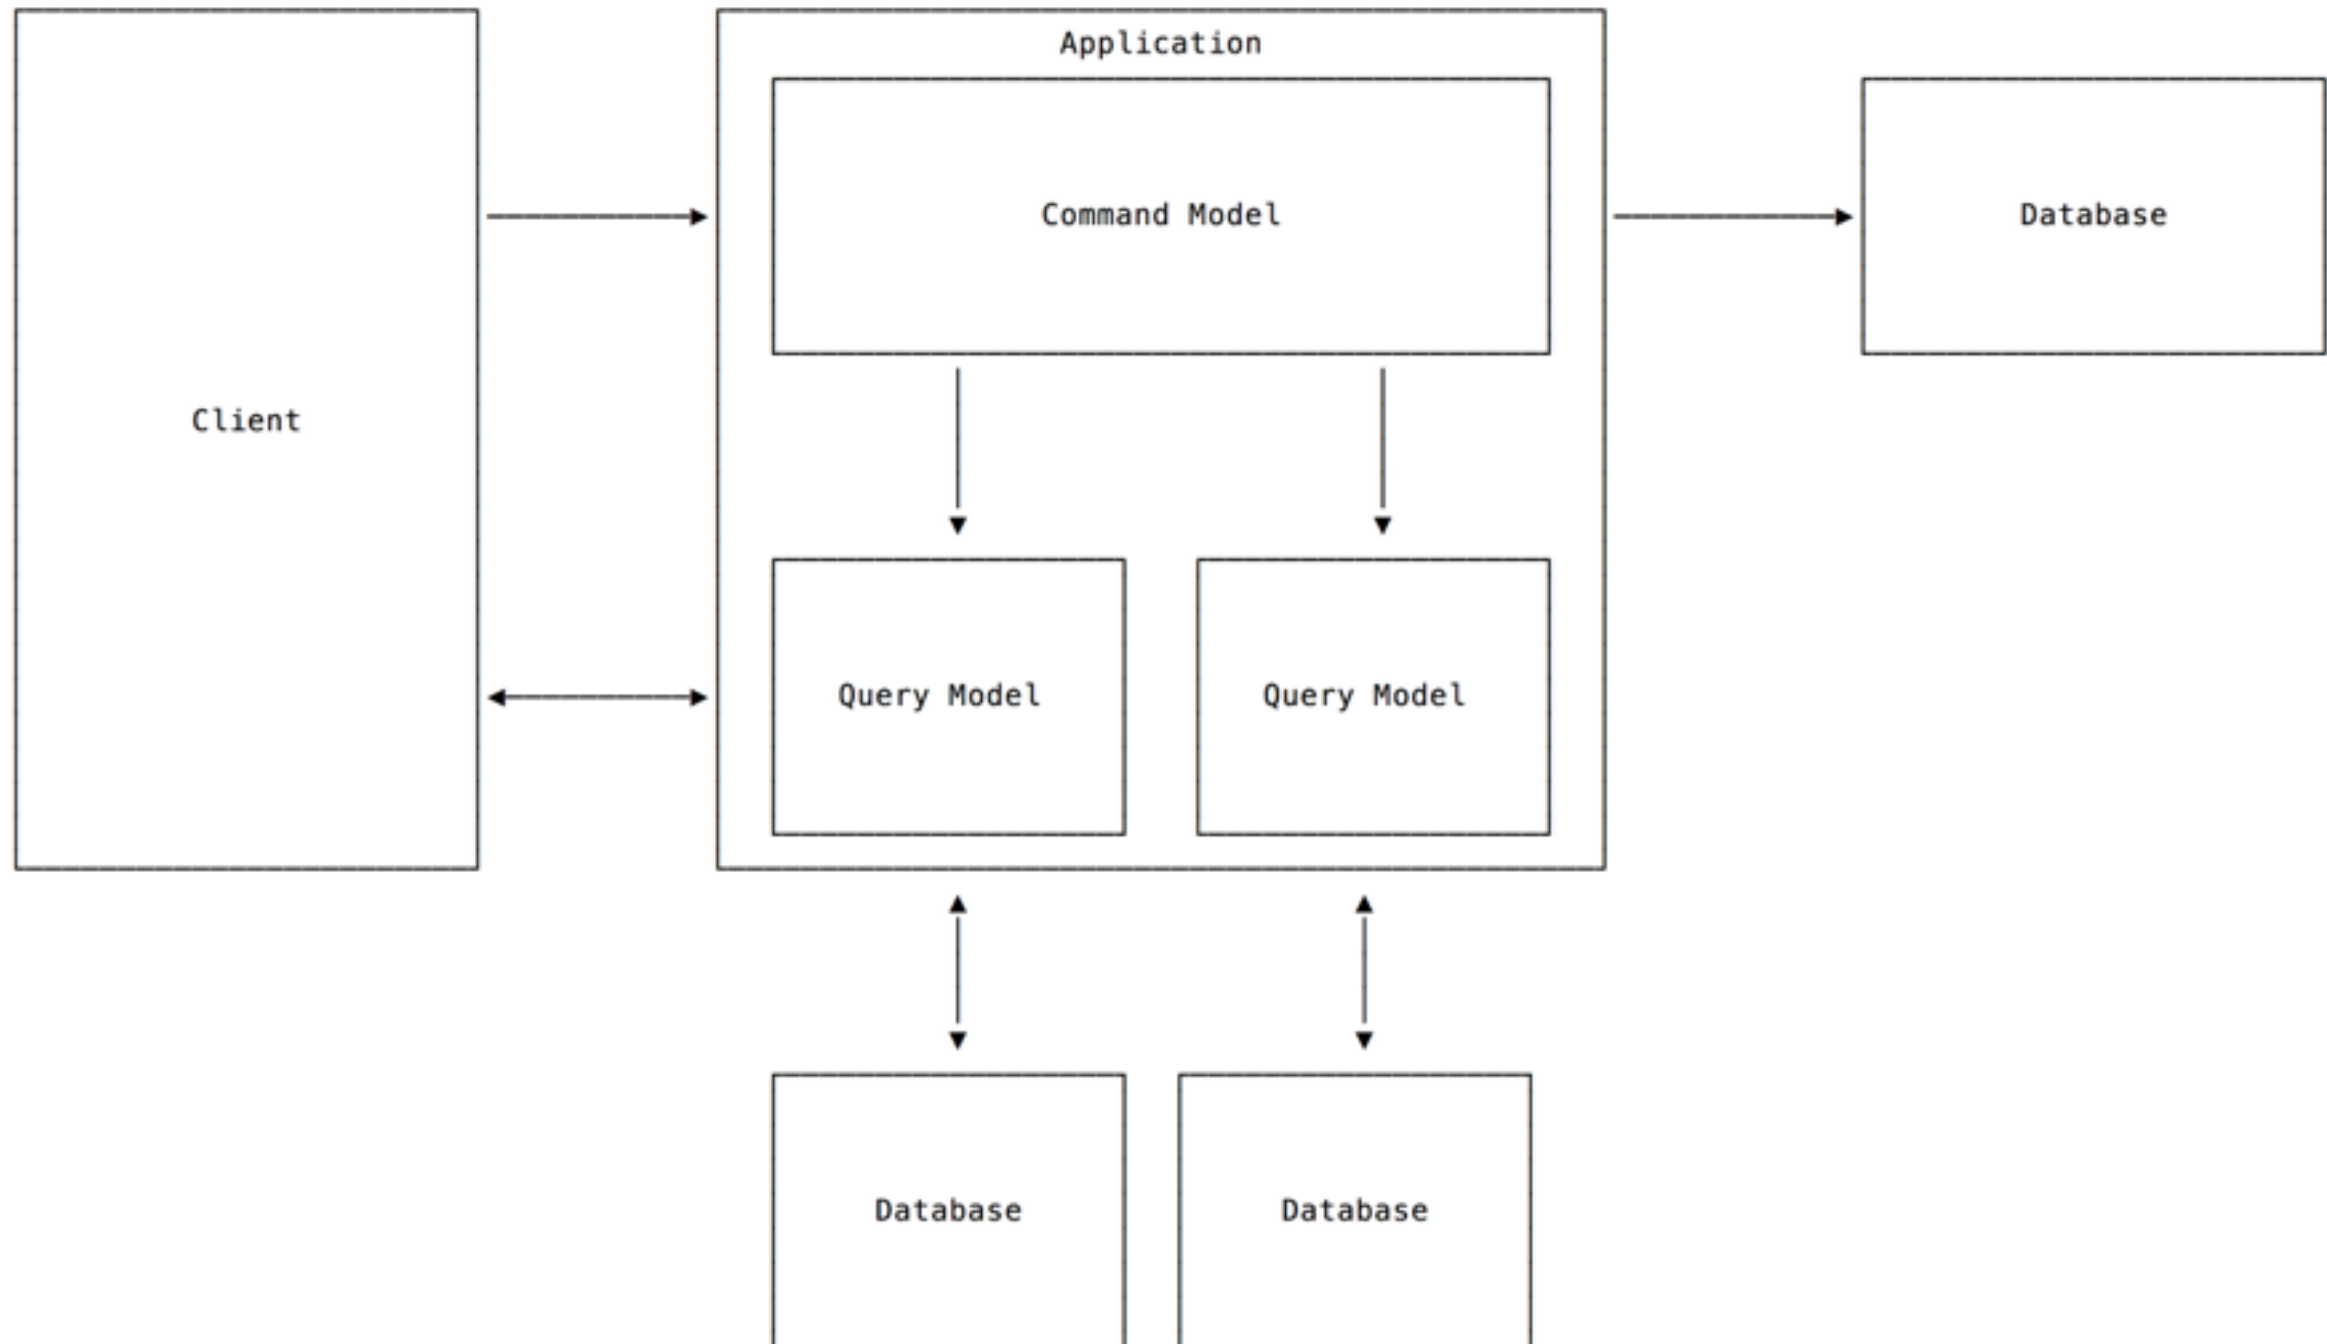 Application
Command Model
Database
Client
Query Model
Query Model
Database
Database